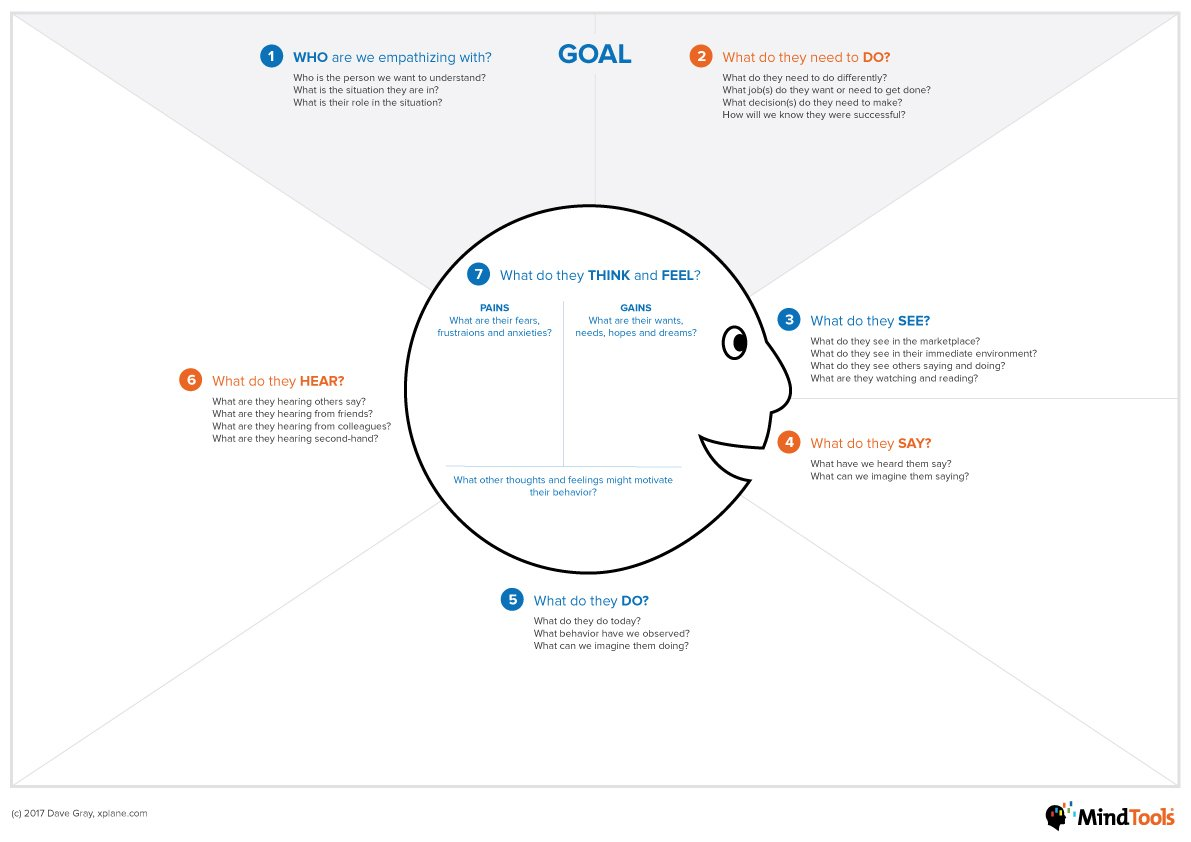 GOAL
1 WHO are we empathizing with?
Who is the person we want to understand?
What is the situation they are in?
What is their role in the situation?
2 What do they need to DO?
What do they need to do differently?
What job(s) do they want or need to get done?
What decision(s) do they need to make?
How will we know they were successful?
7 What do they THINK and FEEL?
PAINS
What are their fears,
frustraions and anxieties?
GAINS
What are their wants,
needs, hopes and dreams?
What other thoughts and feelings might motivate
their behavior?
3 What do they SEE?
What do they see in the marketplace?
What do they see in their immediate environment?
What do they see others saying and doing?
What are they watching and reading?
4 What do they SAY?
What have we heard them say?
What can we imagine them saying?
5 What do they DO?
What do they do today?
What behavior have we observed?
What can we imagine them doing?
6 What do they HEAR?
What are they hearing others say?
What are they hearing from friends?
What are they hearing from colleagues?
What are they hearing second-hand?
(c) 2017 Dave Gray, xplane.com
MindTools